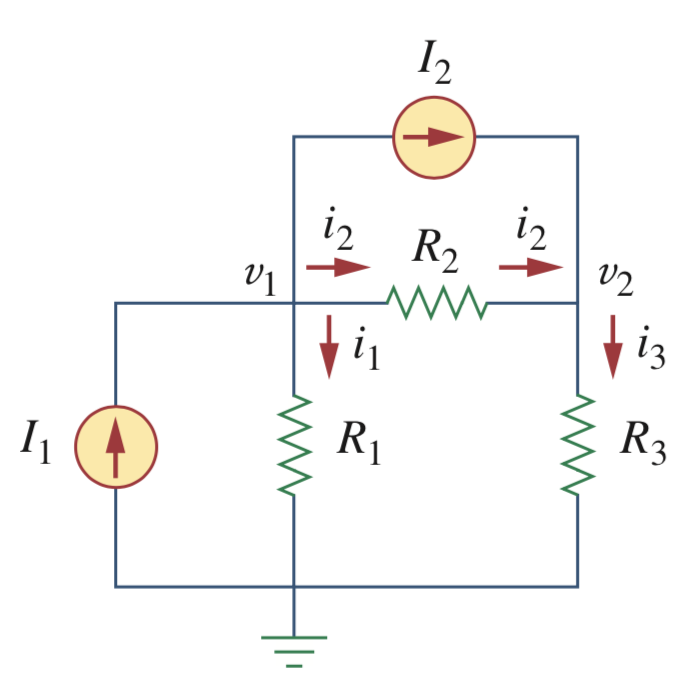 I₂
i₂
R₂
i₂
v₁
v₂
i₁
i₃
I₁
R₁
R₃